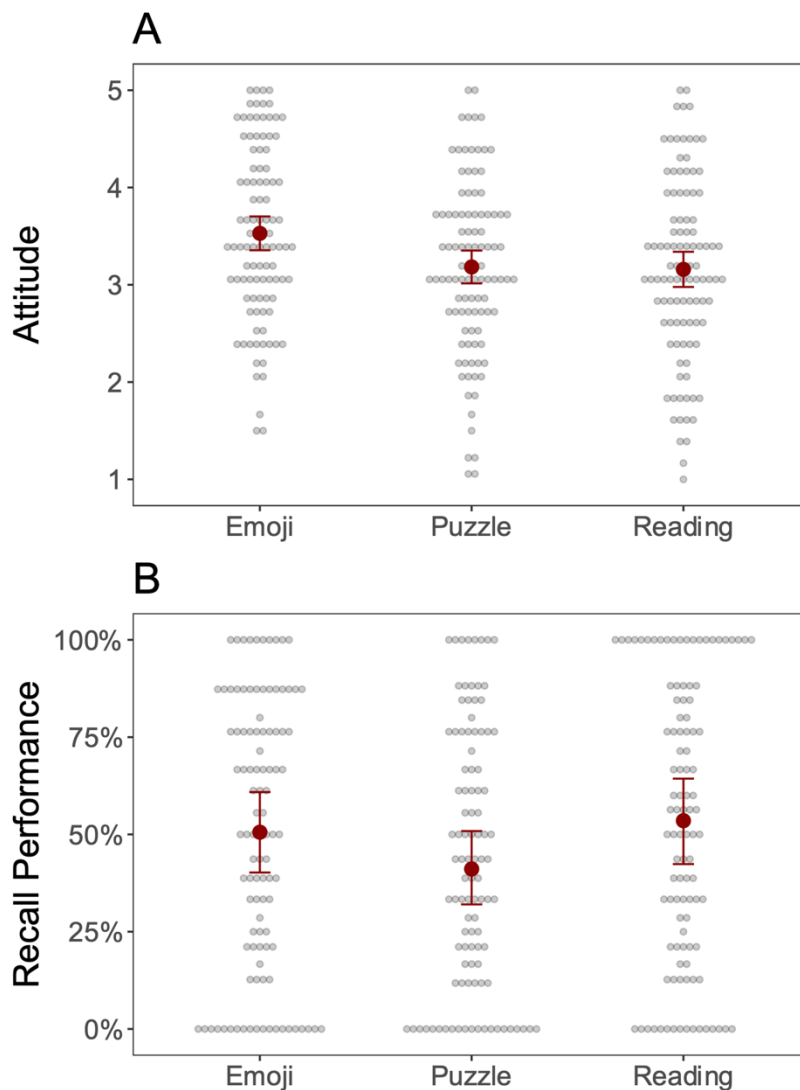 A
5
4
3
2
1
Attitude
Emoji Puzzle Reading
B
100%
75%
50%
25%
0%
Recall Performance
Emoji Puzzle Reading